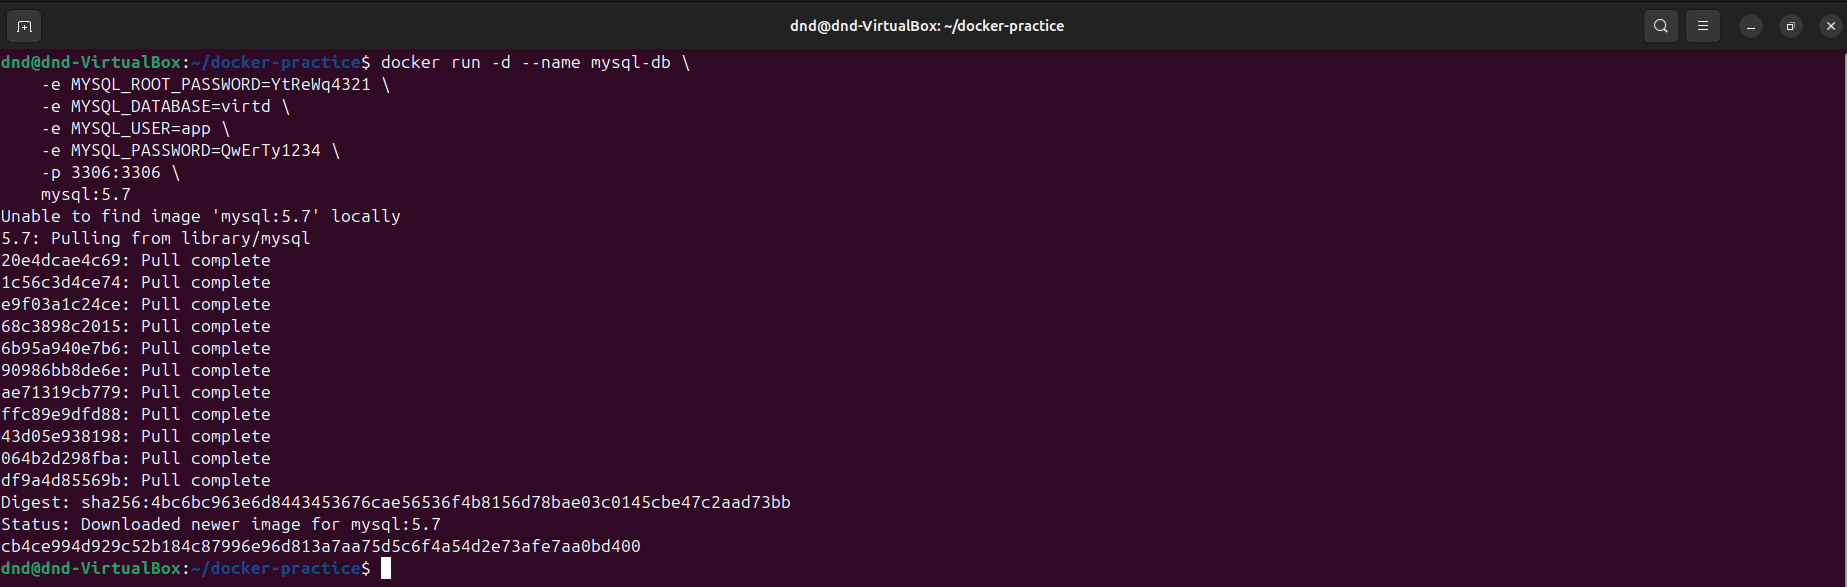 dnd@dnd-VirtualBox: ~/docker-practice
dnd@dnd-VirtualBox:~/docker-practice$ docker run -d --name mysql-db \
    -e MYSQL_ROOT_PASSWORD=YtReWq4321 \
    -e MYSQL_DATABASE=virtd \
    -e MYSQL_USER=app \
    -e MYSQL_PASSWORD=QwErTy1234 \
    -p 3306:3306 \
    mysql:5.7
Unable to find image 'mysql:5.7' locally
5.7: Pulling from library/mysql
20e4dcae4c69: Pull complete
1c56c3d4ce74: Pull complete
e9f03a1c24ce: Pull complete
68c3898c2015: Pull complete
6b95a940e7b6: Pull complete
90986bb8de6e: Pull complete
ae71319cb779: Pull complete
ffc89e9dfd88: Pull complete
43d05e938198: Pull complete
064b2d298fba: Pull complete
df9a4d85569b: Pull complete
Digest: sha256:4bc6bc963e6d8443453676cae56536f4b8156d78bae03c0145cbe47c2aad73bb
Status: Downloaded newer image for mysql:5.7
cb4ce994d929c52b184c87996e96d813a7aa75d5c6f4a54d2e73afe7aa0bd400
dnd@dnd-VirtualBox:~/docker-practice$